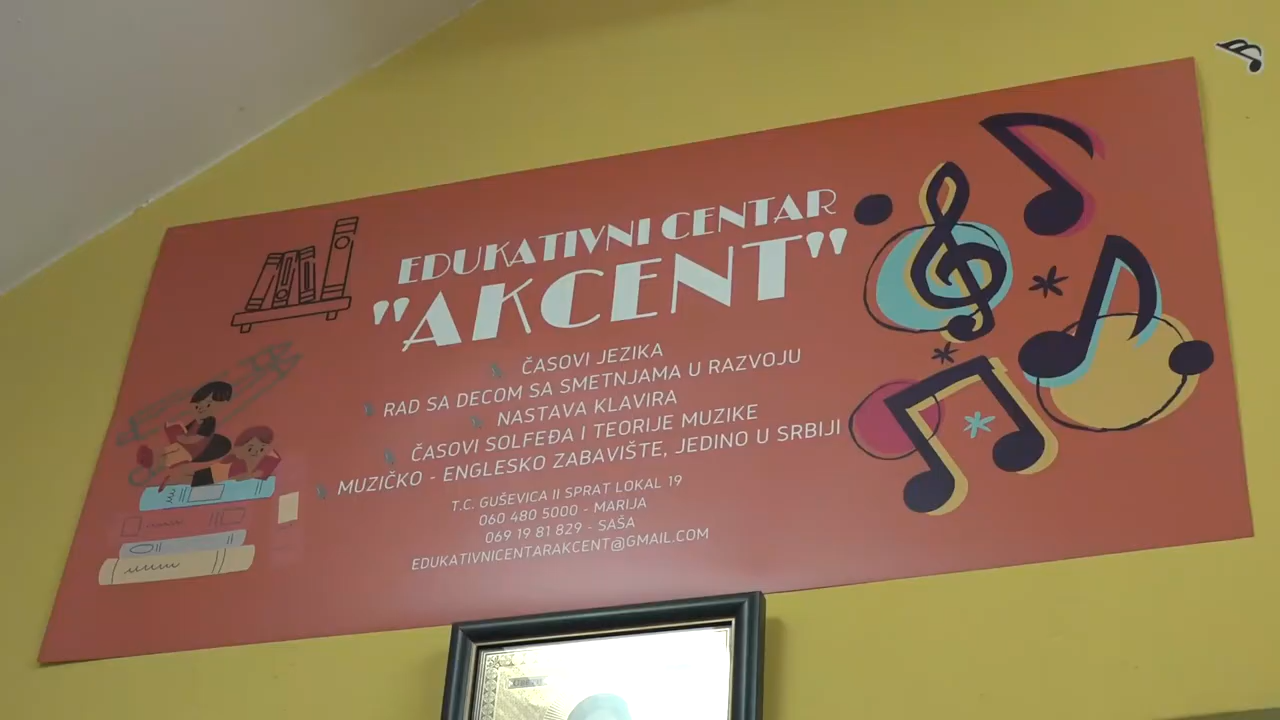 EDUKATIVNI CENTAR
"AKCENT"
ČASOVI JEZIKA
RAD SA DECOM SA SMETNJAMA U RAZVOJU
NASTAVA KLAVIRA
ČASOVI SOLFEĐA I TEORIJE MUZIKE
MUZIČKO - ENGLESKO ZABAVIŠTE, JEDINO U SRBIJI
T.C. GUŠEVICA II SPRAT LOKAL 19
060 480 5000 - MARIJA
069 19 81 829 - SAŠA
EDUKATIVNICENTARAKCENT@GMAIL.COM